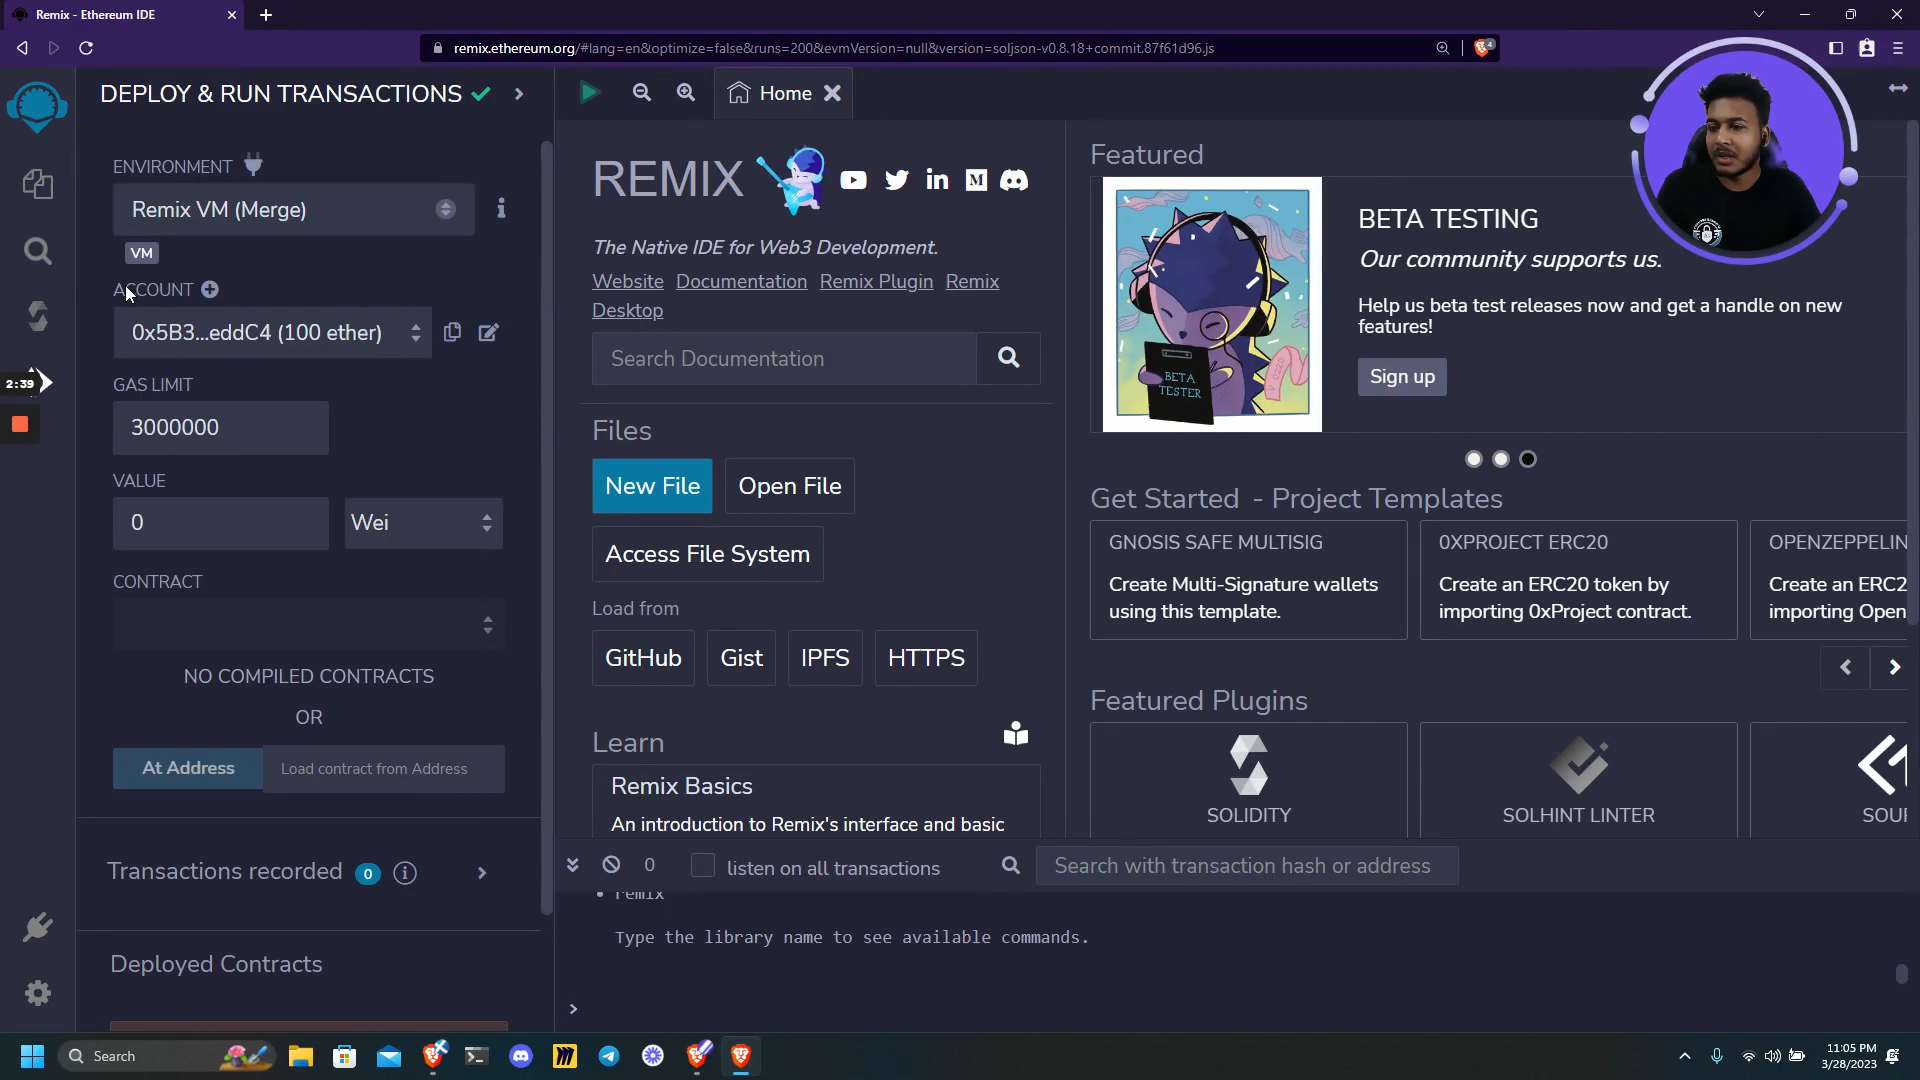 Remix - Ethereum IDE
remix.ethereum.org/#lang=en&optimize=false&runs=200&evmVersion=null&version=soljson-v0.8.18+commit.87f61d96.js
4
DEPLOY & RUN TRANSACTIONS
ENVIRONMENT
Remix VM (Merge)
i
VM
ACCOUNT
0x5B3...eddC4 (100 ether)
2:39
GAS LIMIT
3000000
VALUE
0
Wei
CONTRACT
NO COMPILED CONTRACTS
OR
At Address
Load contract from Address
Transactions recorded 0 i
Deployed Contracts
Home
REMIX
The Native IDE for Web3 Development.
Website Documentation Remix Plugin Remix
Desktop
Search Documentation
Files
New File
Open File
Access File System
Load from
GitHub
Gist
IPFS
HTTPS
Learn
Remix Basics
An introduction to Remix's interface and basic
Featured
BETA
TESTER
BETA TESTING
Our community supports us.
Help us beta test releases now and get a handle on new
features!
Sign up
Get Started - Project Templates
GNOSIS SAFE MULTISIG
Create Multi-Signature wallets
using this template.
0XPROJECT ERC20
Create an ERC20 token by
importing 0xProject contract.
OPENZEPPELIN
Create an ERC2
importing Open
Featured Plugins
SOLIDITY
SOLHINT LINTER
SOU
0
listen on all transactions
Search with transaction hash or address
remix
Type the library name to see available commands.
>
Search
11:05 PM
3/28/2023